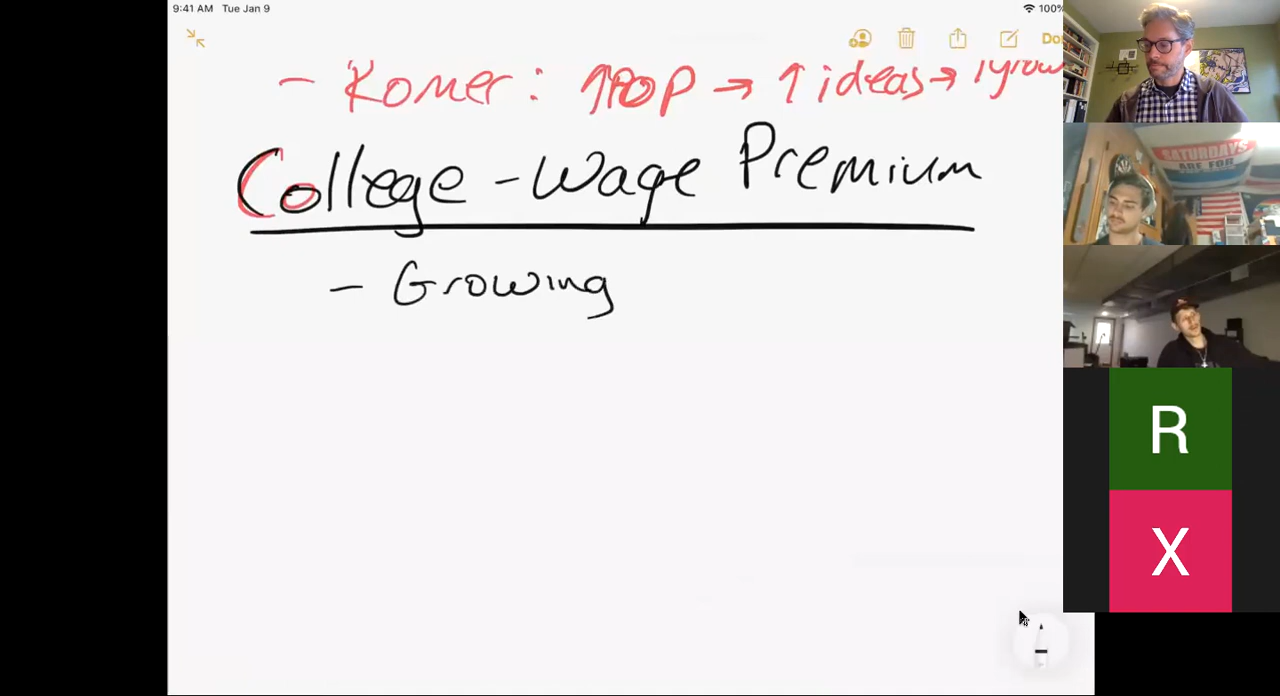 9:41 AM Tue Jan 9
100%
- Romer: ↑POP → ↑ideas → ↑grow
College-Wage Premium
- Growing
SATURDAYS
ARE FOR
R
X